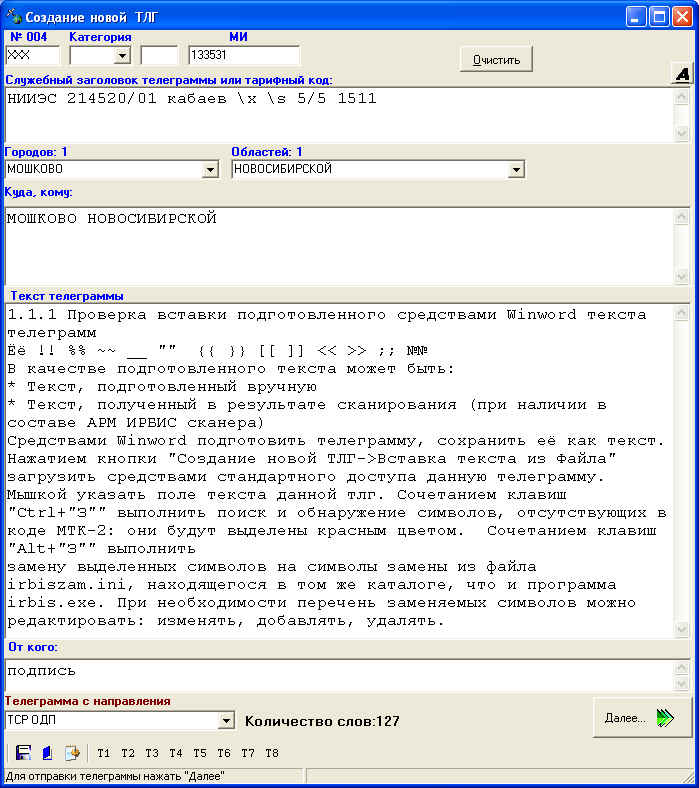 Создание новой ТЛГ
№ 004 Категория МИ
XXX 133531
Очистить
А
Служебный заголовок телеграммы или тарифный код:
НИИЭС 214520/01 кабаев \x \s 5/5 1511
Городов: 1 Областей: 1
МОШКОВО НОВОСИБИРСКОЙ
Куда, кому:
МОШКОВО НОВОСИБИРСКОЙ
Текст телеграммы
1.1.1 Проверка вставки подготовленного средствами Winword текста
телеграмм
Её !! %% ~~ __ "" {{ }} [[ ]] << >> ;; №№
В качестве подготовленного текста может быть:
* Текст, подготовленный вручную
* Текст, полученный в результате сканирования (при наличии в
составе АРМ ИРВИС сканера)
Средствами Winword подготовить телеграмму, сохранить её как текст.
Нажатием кнопки "Создание новой ТЛГ->Вставка текста из Файла"
загрузить средствами стандартного доступа данную телеграмму.
Мышкой указать поле текста данной тлг. Сочетанием клавиш
"Ctrl+"З"" выполнить поиск и обнаружение символов, отсутствующих в
коде МТК-2: они будут выделены красным цветом. Сочетанием клавиш
"Alt+"З"" выполнить
замену выделенных символов на символы замены из файла
irbiszam.ini, находящегося в том же каталоге, что и программа
irbis.exe. При необходимости перечень заменяемых символов можно
редактировать: изменять, добавлять, удалять.
От кого:
подпись
Телеграмма с направления
ТСР ОДП Количество слов:127
Далее...
T1 T2 T3 T4 T5 T6 T7 T8
Для отправки телеграммы нажать "Далее"